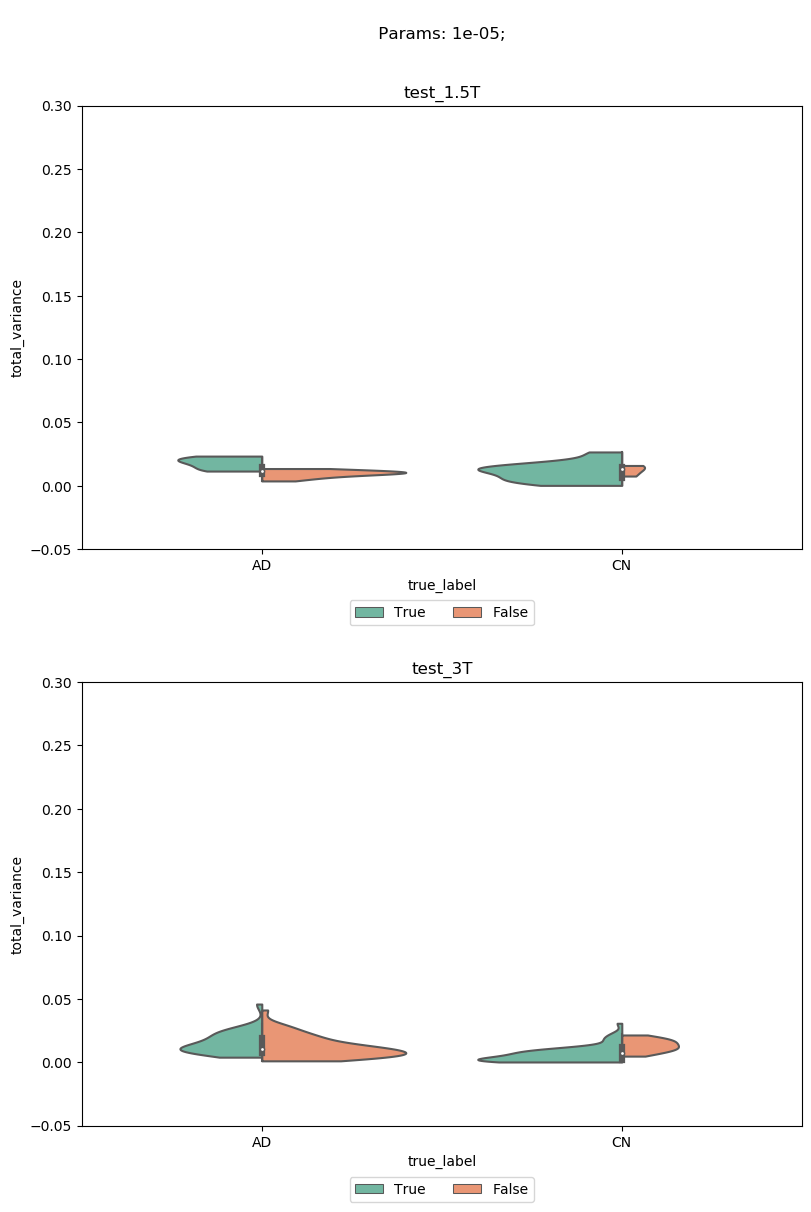 Params: 1e-05;
test_1.5T
0.30
0.25
0.20
0.15
0.10
0.05
0.00
−0.05
total_variance
AD CN
true_label
True False
test_3T
0.30
0.25
0.20
0.15
0.10
0.05
0.00
−0.05
total_variance
AD CN
true_label
True False